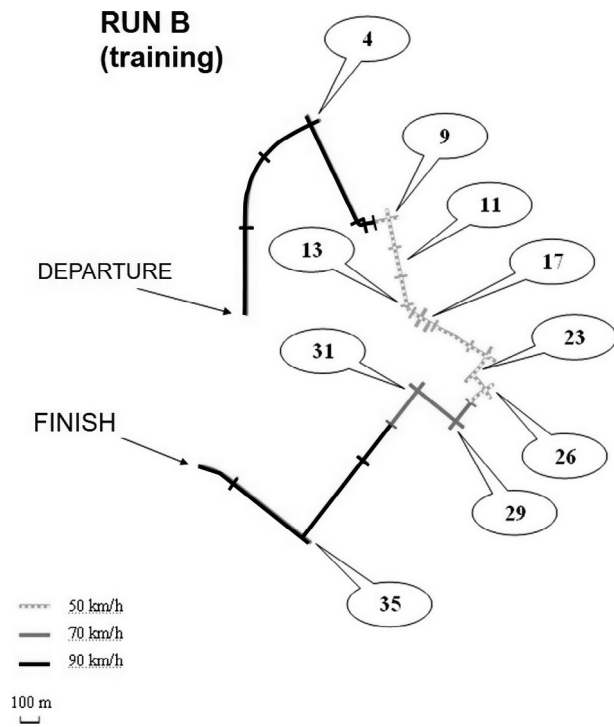 RUN B
(training)
4
9
11
13
17
DEPARTURE
23
31
FINISH
26
29
35
50 km/h
70 km/h
90 km/h
100 m